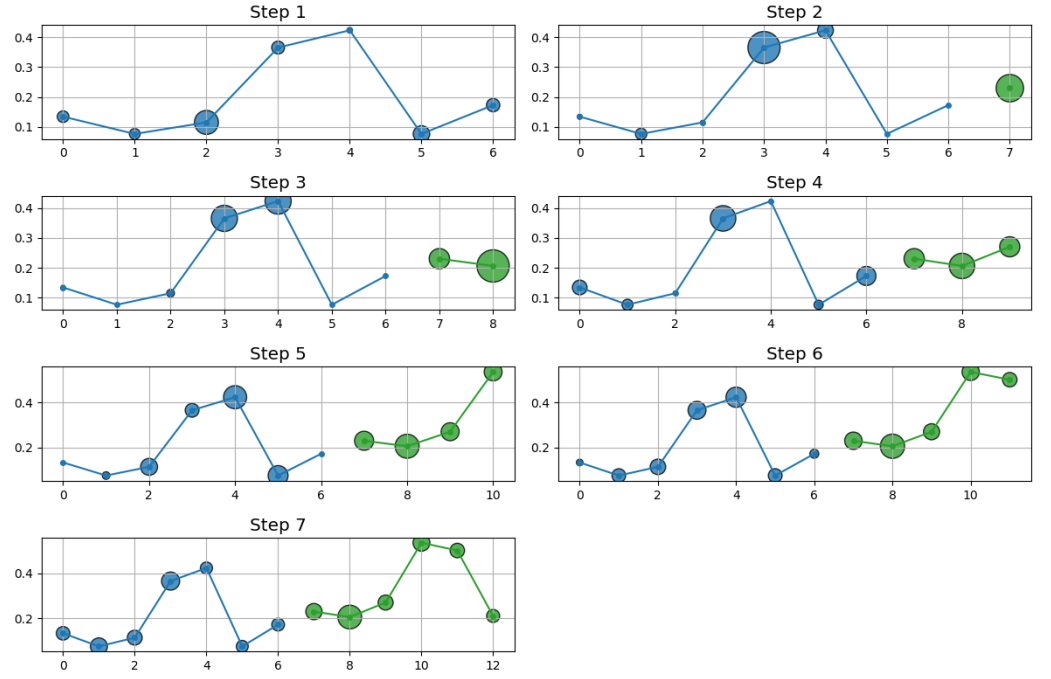 Step 1
0.4
0.3
0.2
0.1
0 1 2 3 4 5 6
Step 2
0.4
0.3
0.2
0.1
0 1 2 3 4 5 6 7
Step 3
0.4
0.3
0.2
0.1
0 1 2 3 4 5 6 7 8
Step 4
0.4
0.3
0.2
0.1
0 2 4 6 8
Step 5
0.4
0.2
0 2 4 6 8 10
Step 6
0.4
0.2
0 2 4 6 8 10
Step 7
0.4
0.2
0 2 4 6 8 10 12